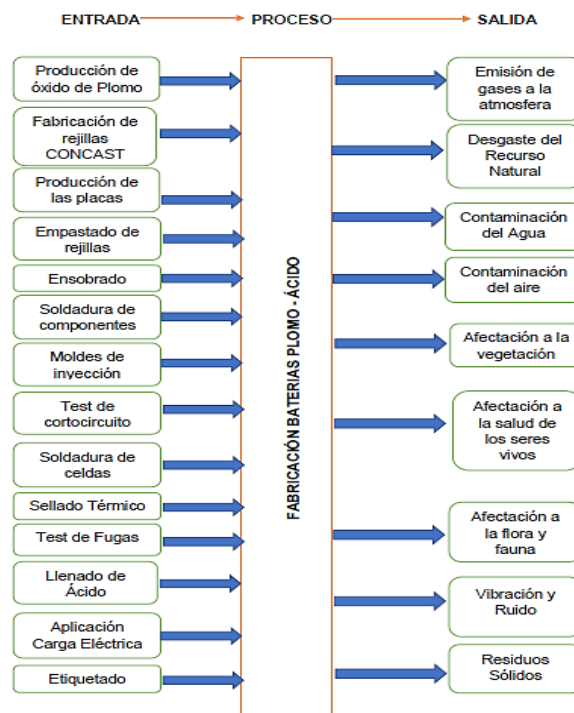 ENTRADA
PROCESO
SALIDA
Producción de
óxido de Plomo
Fabricación de
rejillas
CONCAST
Producción de
las placas
Empastado de
rejillas
Ensobrado
Soldadura de
componentes
Moldes de
inyección
Test de
cortocircuito
Soldadura de
celdas
Sellado Térmico
Test de Fugas
Llenado de
Ácido
Aplicación
Carga Eléctrica
Etiquetado
FABRICACIÓN BATERIAS PLOMO - ÁCIDO
Emisión de
gases a la
atmosfera
Desgaste del
Recurso
Natural
Contaminación
del Agua
Contaminación
del aire
Afectación a la
vegetación
Afectación a
la salud de
los seres
vivos
Afectación a
la flora y
fauna
Vibración y
Ruido
Residuos
Sólidos